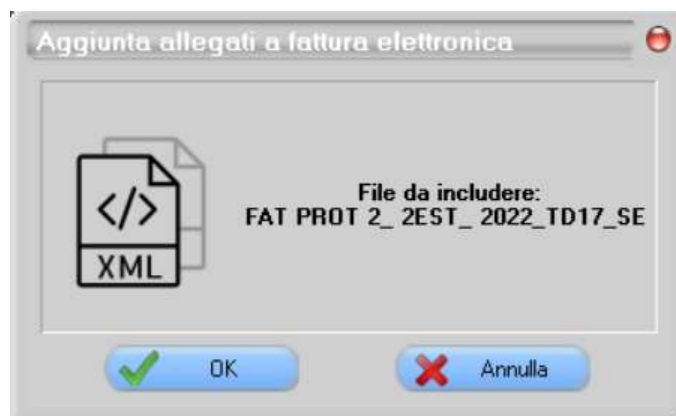 Aggiunta allegati a fattura elettronica
</>
XML
File da includere:
FAT PROT 2_ 2EST_ 2022_TD17_SE
OK
Annulla